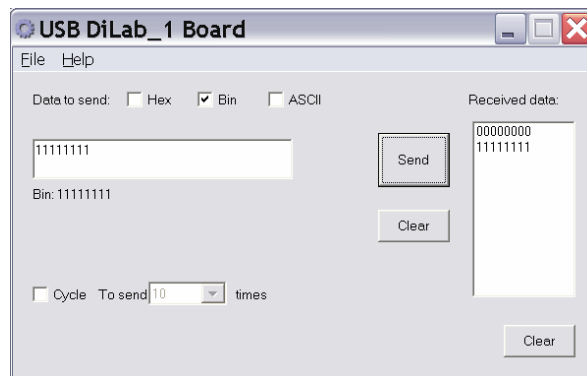 USB DiLab_1 Board
File Help
Data to send: Hex Bin ASCII
11111111
Bin: 11111111
Send
Clear
Cycle To send 10 times
Received data:
00000000
11111111
Clear